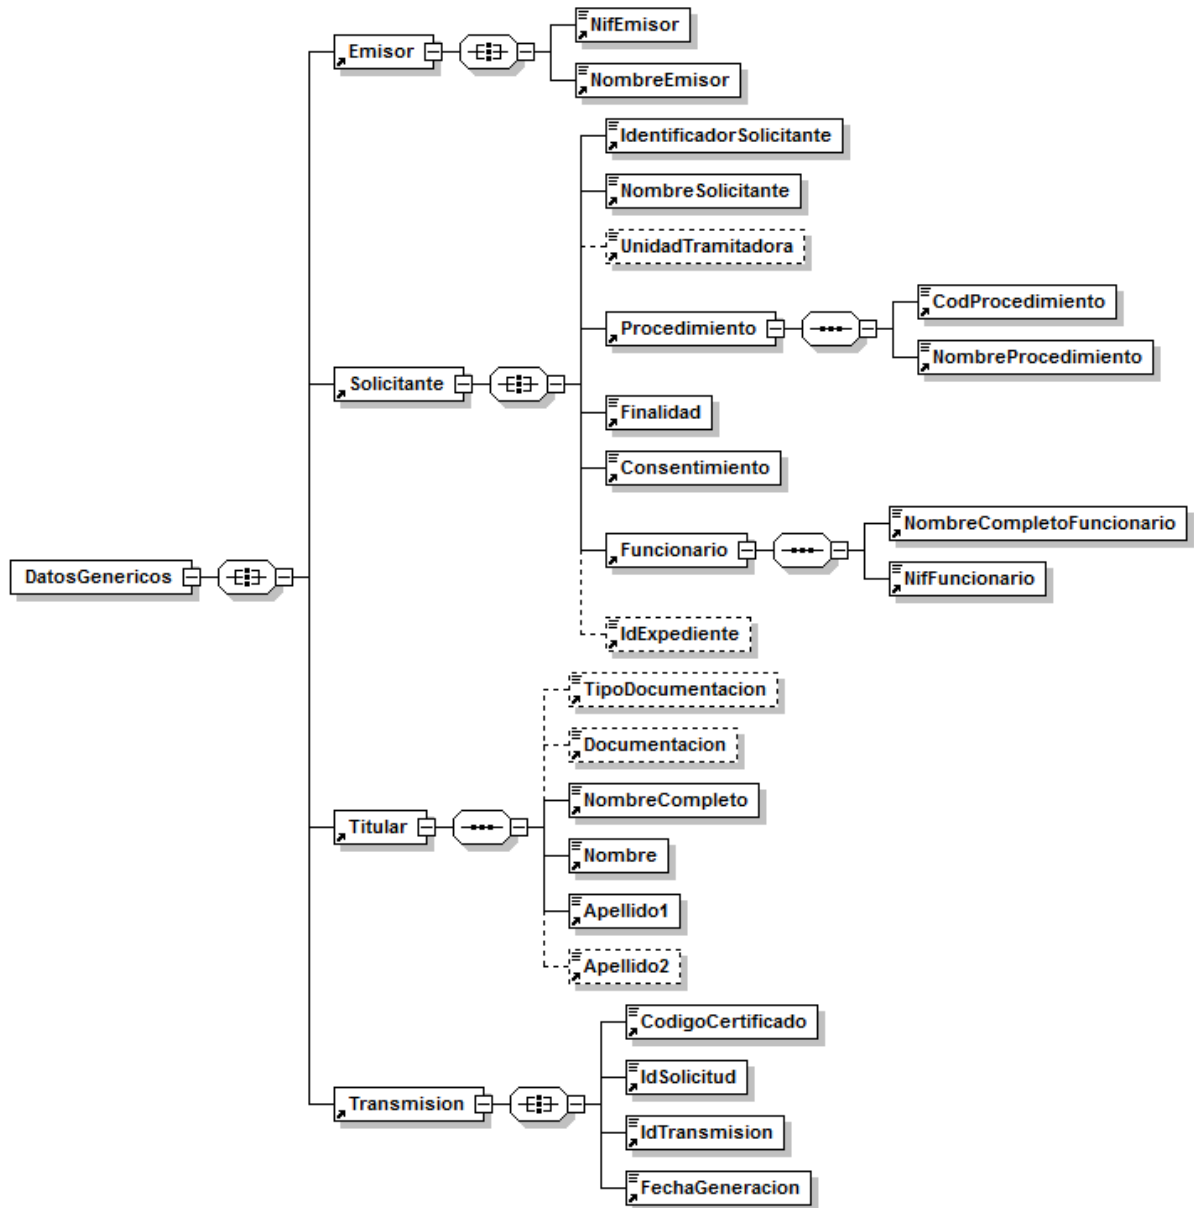 NifEmisor
Emisor
NombreEmisor
IdentificadorSolicitante
NombreSolicitante
UnidadTramitadora
CodProcedimiento
Procedimiento
NombreProcedimiento
Solicitante
Finalidad
Consentimiento
NombreCompletoFuncionario
Funcionario
DatosGenericos
NifFuncionario
IdExpediente
TipoDocumentacion
Documentacion
NombreCompleto
Titular
Nombre
Apellido1
Apellido2
CodigoCertificado
IdSolicitud
Transmision
IdTransmision
FechaGeneracion